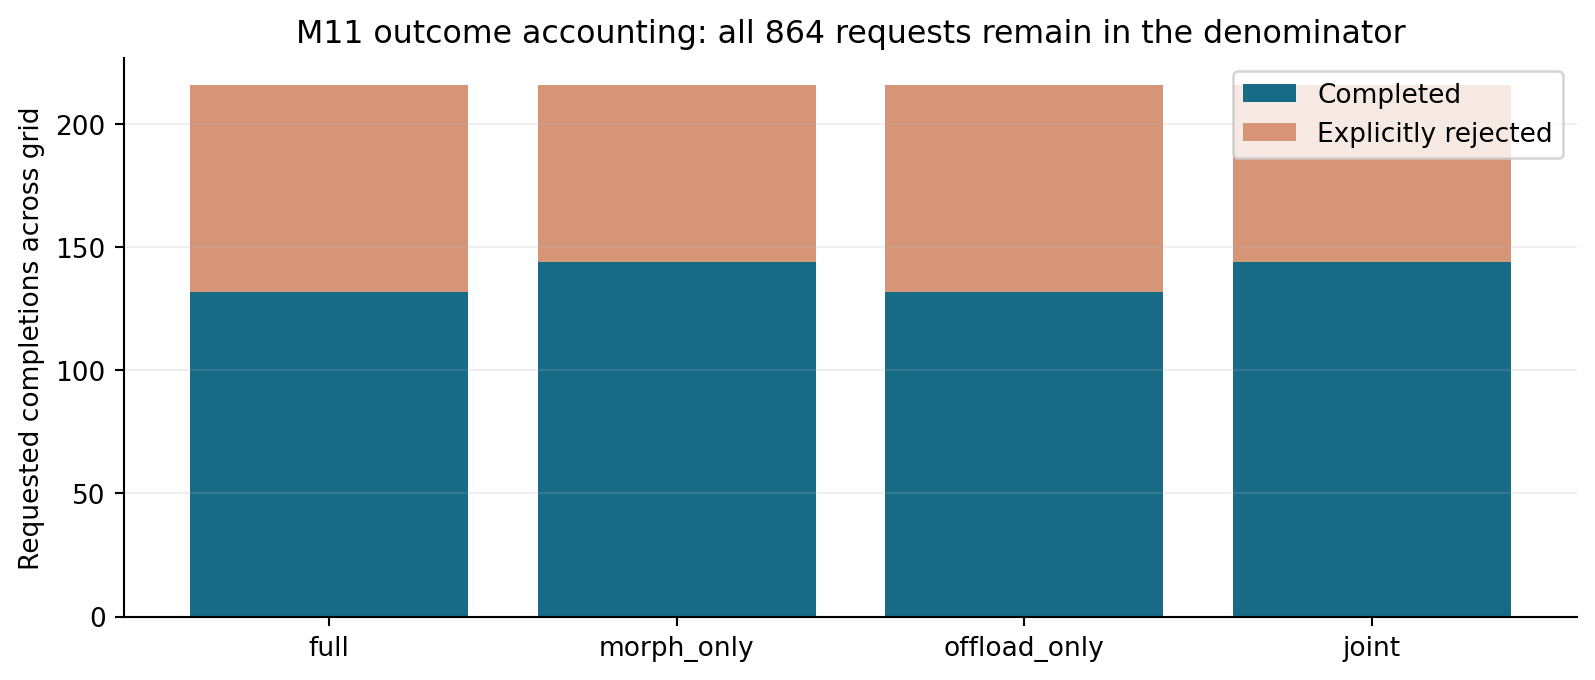 M11 outcome accounting: all 864 requests remain in the denominator
Requested completions across grid
200
150
100
50
0
Completed
Explicitly rejected
full
morph_only
offload_only
joint